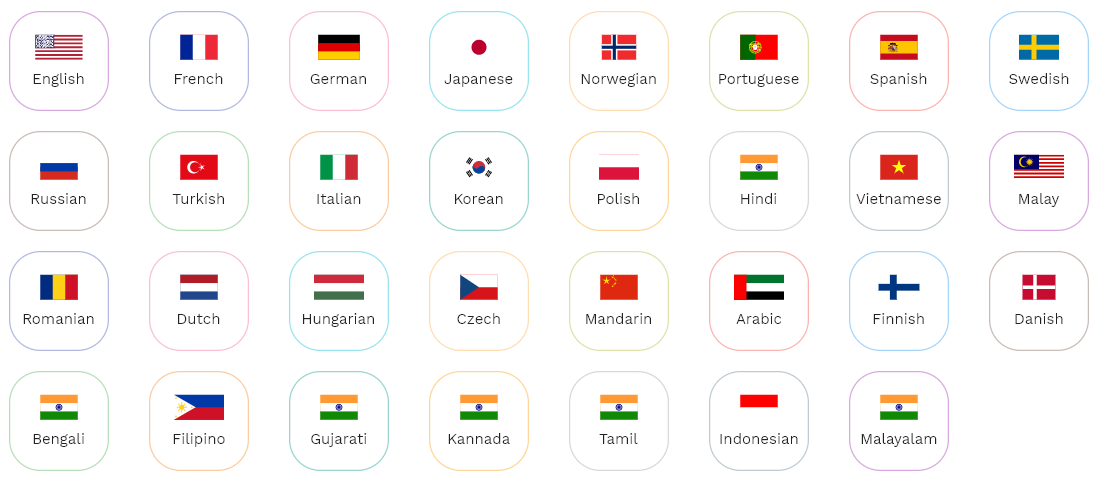 English
French
German
Japanese
Norwegian
Portuguese
Spanish
Swedish
Russian
Turkish
Italian
Korean
Polish
Hindi
Vietnamese
Malay
Romanian
Dutch
Hungarian
Czech
Mandarin
Arabic
Finnish
Danish
Bengali
Filipino
Gujarati
Kannada
Tamil
Indonesian
Malayalam